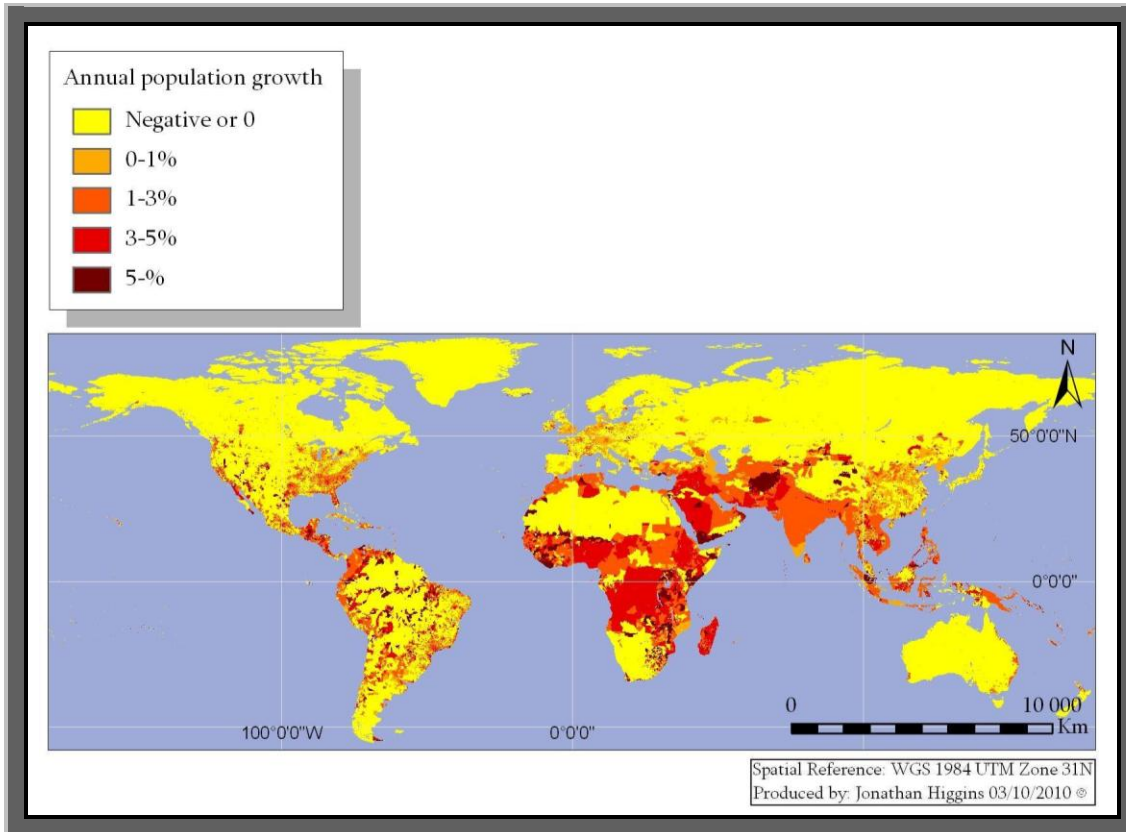 Annual population growth
Negative or 0
0-1%
1-3%
3-5%
5-%
N
50°0'0"N
0°0'0"
0 10 000
Km
100°0'0"W
0°0'0"
Spatial Reference: WGS 1984 UTM Zone 31N
Produced by: Jonathan Higgins 03/10/2010 ©